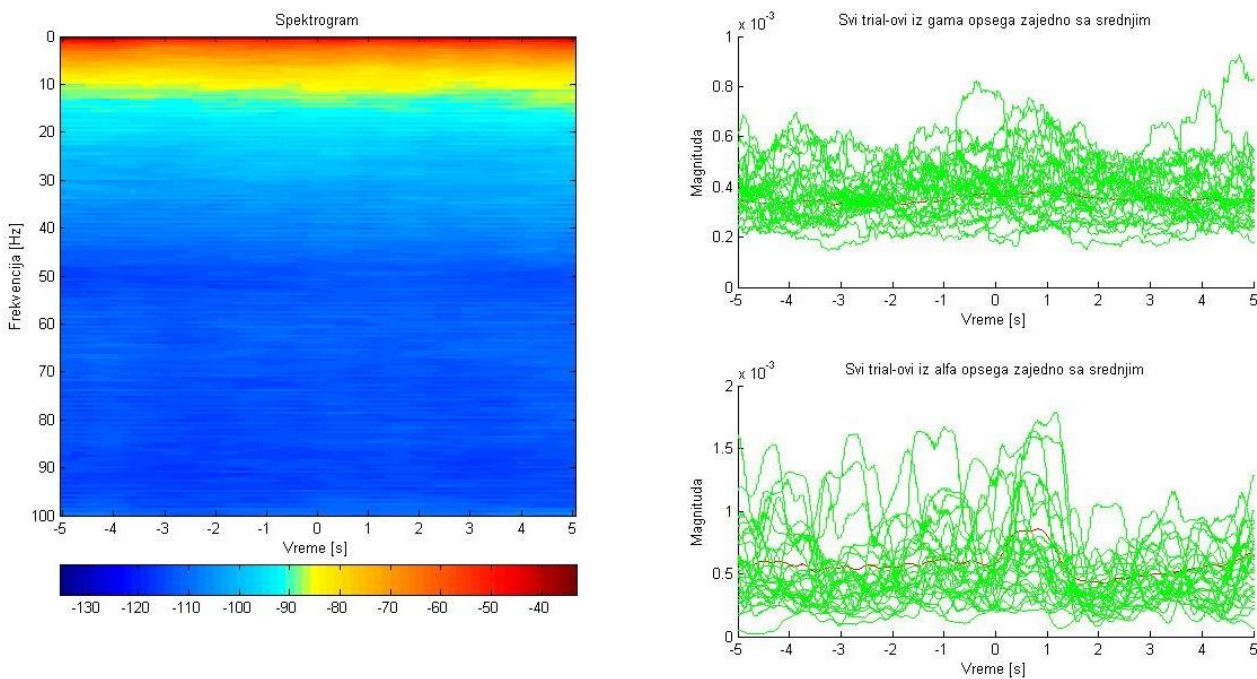 Spektrogram
0
10
20
30
40
50
60
70
80
90
100
Frekvencija [Hz]
-5 -4 -3 -2 -1 0 1 2 3 4 5
Vreme [s]
-130 -120 -110 -100 -90 -80 -70 -60 -50 -40
Svi trial-ovi iz gama opsega zajedno sa srednjim
x 10^-3
1
0.8
0.6
0.4
0.2
0
Magnituda
-5 -4 -3 -2 -1 0 1 2 3 4 5
Vreme [s]
Svi trial-ovi iz alfa opsega zajedno sa srednjim
x 10^-3
2
1.5
1
0.5
0
Magnituda
-5 -4 -3 -2 -1 0 1 2 3 4 5
Vreme [s]